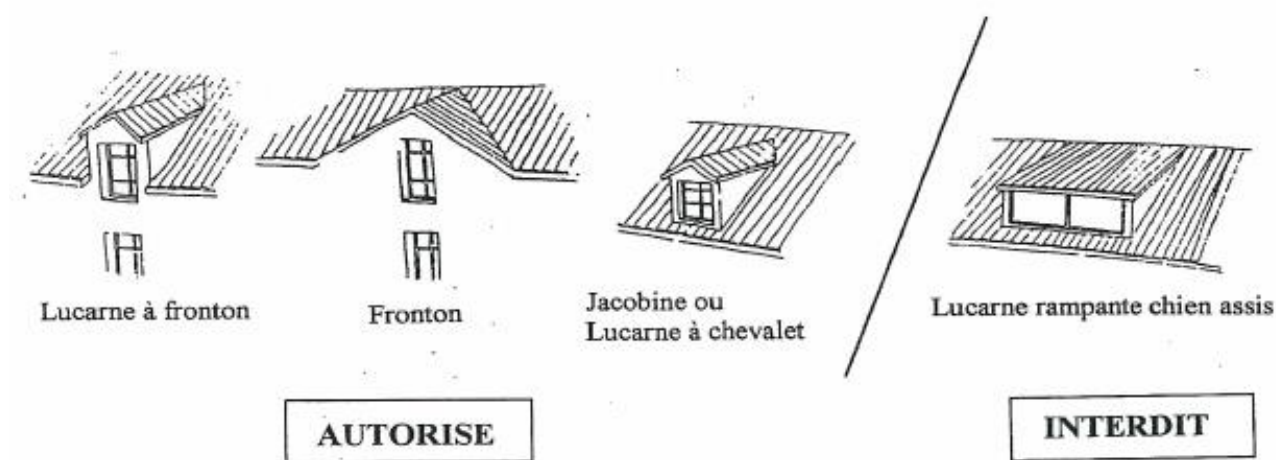 Lucarne à fronton
Fronton
Jacobine ou
Lucarne à chevalet
Lucarne rampante chien assis
AUTORISE
INTERDIT